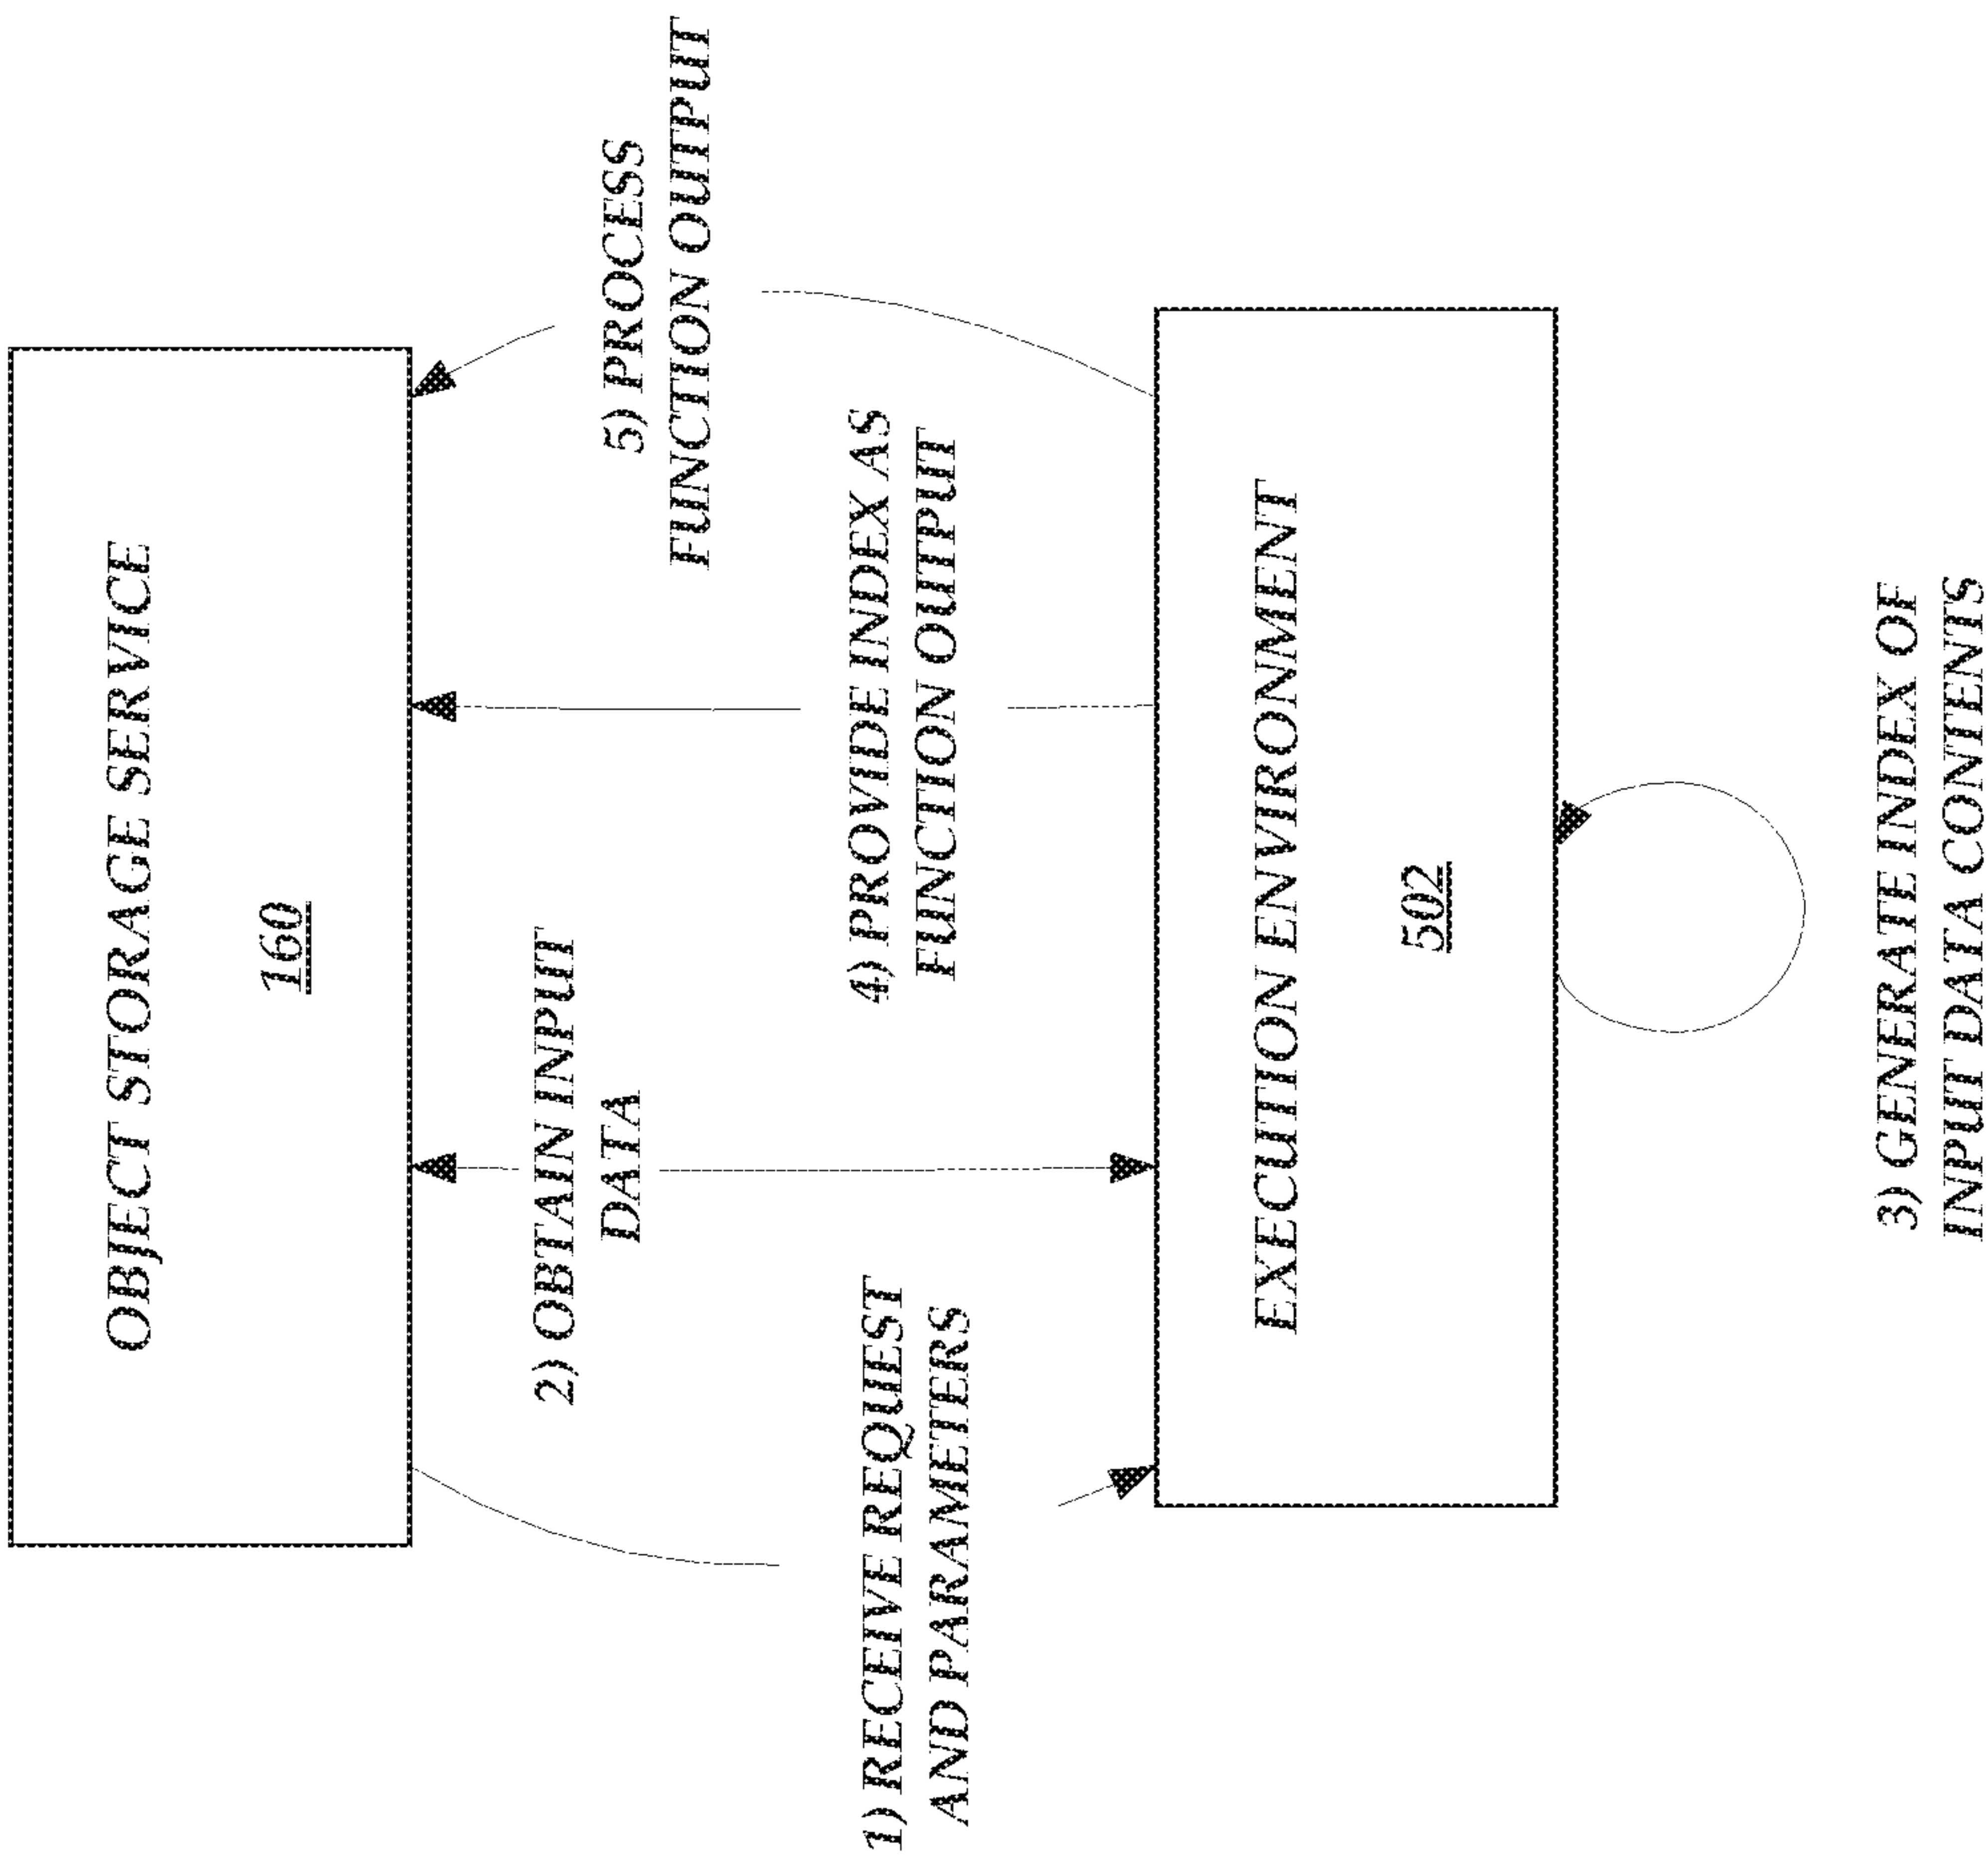 OBJECT STORAGE SERVICE
160
1) RECEIVE REQUEST
AND PARAMETERS
2) OBTAIN INPUT
DATA
4) PROVIDE INDEX AS
FUNCTION OUTPUT
5) PROCESS
FUNCTION OUTPUT
EXECUTION ENVIRONMENT
502
3) GENERATE INDEX OF
INPUT DATA CONTENTS